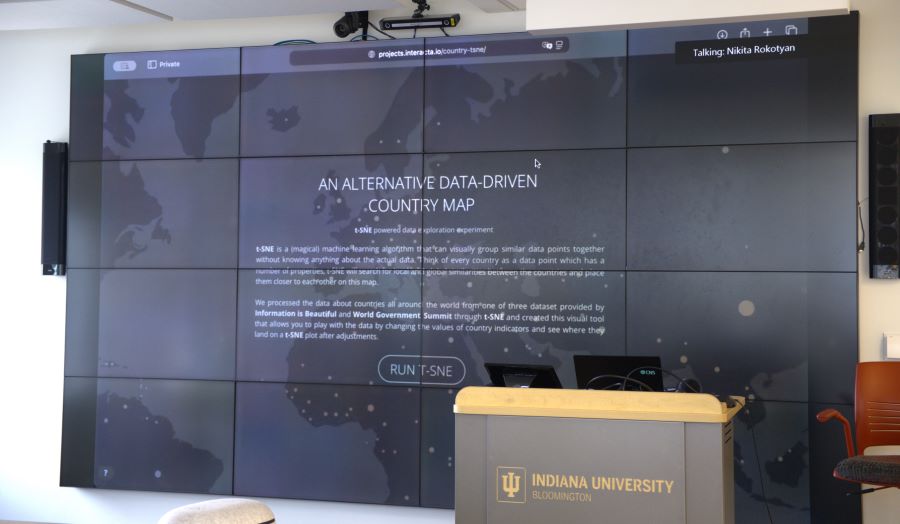 projects.interacta.io/country-tsne/
Private
Talking: Nikita Rokotyan
AN ALTERNATIVE DATA-DRIVEN
COUNTRY MAP
t-SNE powered data exploration experiment
t-SNE is a (magical) machine learning algorithm that can visually group similar data points together
without knowing anything about the actual data. Think of every country as a data point which has a
number of properties, t-SNE will search for local and global similarities between the countries and place
them closer to eachother on this map.
We processed the data about countries all around the world from one of three dataset provided by
Information is Beautiful and World Government Summit through t-SNE and created this visual tool
that allows you to play with the data by changing the values of country indicators and see where they
land on a t-SNE plot after adjustments.
RUN T-SNE
?
CNS
INDIANA UNIVERSITY
BLOOMINGTON